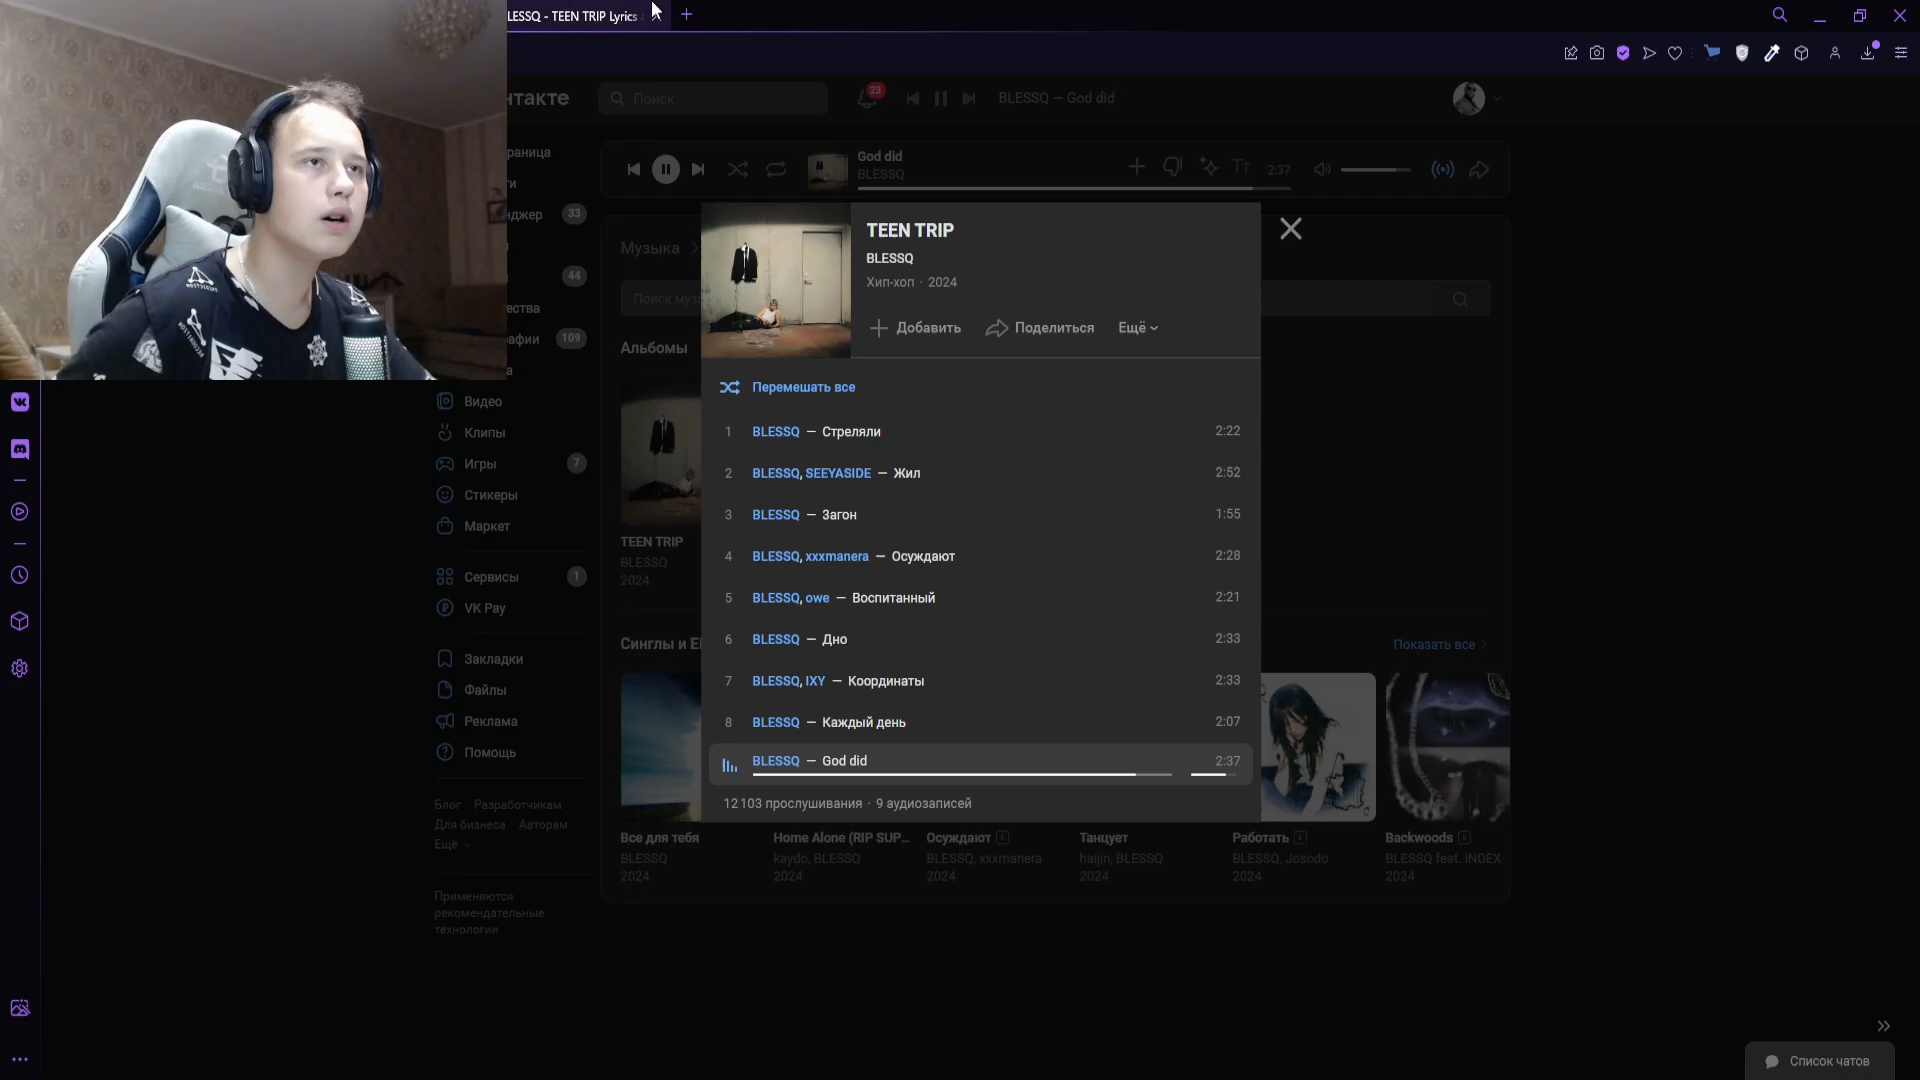 LESSQ - TEEN TRIP Lyrics
нтакте
Поиск
23
BLESSQ — God did
раница
ти
нджер
33
44
ества
афии
109
а
Видео
Клипы
Игры
7
Стикеры
Маркет
Сервисы
1
VK Pay
Закладки
Файлы
Реклама
Помощь
Блог Разработчикам
Для бизнеса Авторам
Ещё
Применяются
рекомендательные
технологии
God did
BLESSQ
Тт
2:37
Музыка
Поиск муз
Альбомы
TEEN TRIP
BLESSQ
2024
TEEN TRIP
BLESSQ
Хип-хоп · 2024
Добавить
Поделиться
Ещё
Перемешать все
1 BLESSQ — Стреляли 2:22
2 BLESSQ, SEEYASIDE — Жил 2:52
3 BLESSQ — Загон 1:55
4 BLESSQ, xxxmanera — Осуждают 2:28
5 BLESSQ, owe — Воспитанный 2:21
6 BLESSQ — Дно 2:33
7 BLESSQ, IXY — Координаты 2:33
8 BLESSQ — Каждый день 2:07
BLESSQ — God did 2:37
12 103 прослушивания · 9 аудиозаписей
Синглы и E
Показать все
Все для тебя
BLESSQ
2024
Home Alone (RIP SUP...
kaydo, BLESSQ
2024
Осуждают E
BLESSQ, xxxmanera
2024
Танцует
haijin, BLESSQ
2024
Работать E
BLESSQ, Josodo
2024
Backwoods E
BLESSQ feat. iNDEX
2024
Список чатов